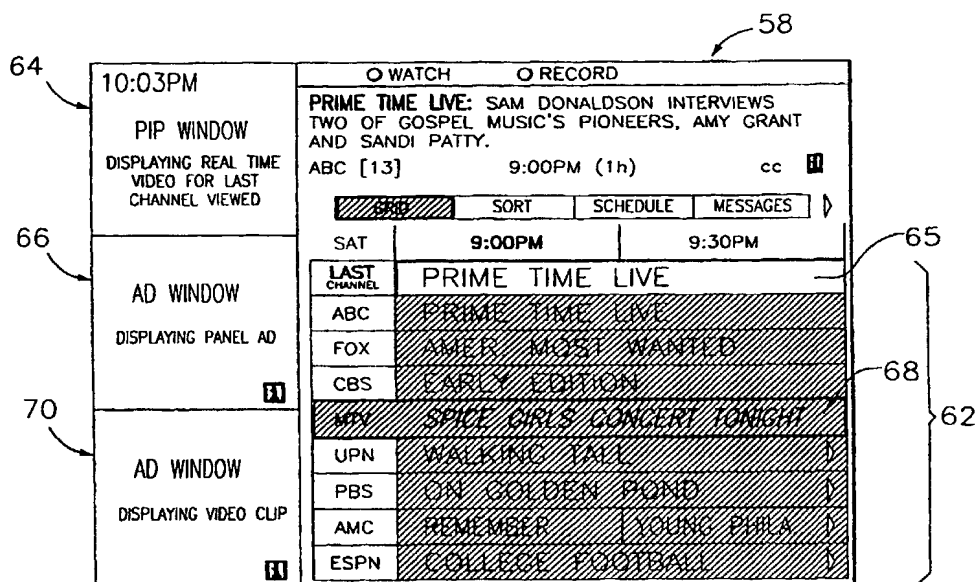 58
64
10:03PM
PIP WINDOW
DISPLAYING REAL TIME
VIDEO FOR LAST
CHANNEL VIEWED
WATCH RECORD
PRIME TIME LIVE: SAM DONALDSON INTERVIEWS
TWO OF GOSPEL MUSIC'S PIONEERS, AMY GRANT
AND SANDI PATTY.
ABC [13] 9:00PM (1h) cc
GRID SORT SCHEDULE MESSAGES
66
AD WINDOW
DISPLAYING PANEL AD
70
AD WINDOW
DISPLAYING VIDEO CLIP
SAT 9:00PM 9:30PM
65
LAST CHANNEL PRIME TIME LIVE
ABC PRIME TIME LIVE
FOX AMER. MOST WANTED
CBS EARLY EDITION
68
MTV SPICE GIRLS CONCERT TONIGHT
62
UPN WALKING TALL
PBS ON GOLDEN POND
AMC REMEMBER YOUNG PHILA.
ESPN COLLEGE FOOTBALL